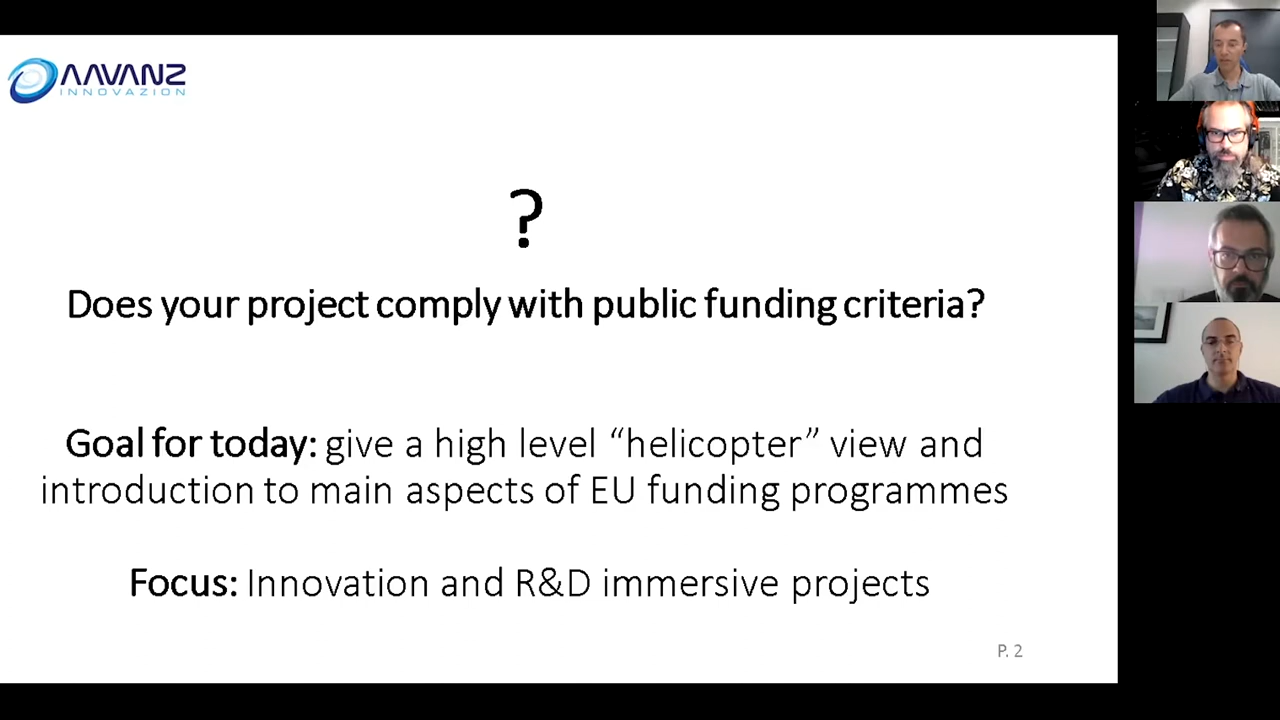 AAVANZ
INNOVAZION
?
Does your project comply with public funding criteria?
Goal for today: give a high level “helicopter” view and
introduction to main aspects of EU funding programmes
Focus: Innovation and R&D immersive projects
P. 2